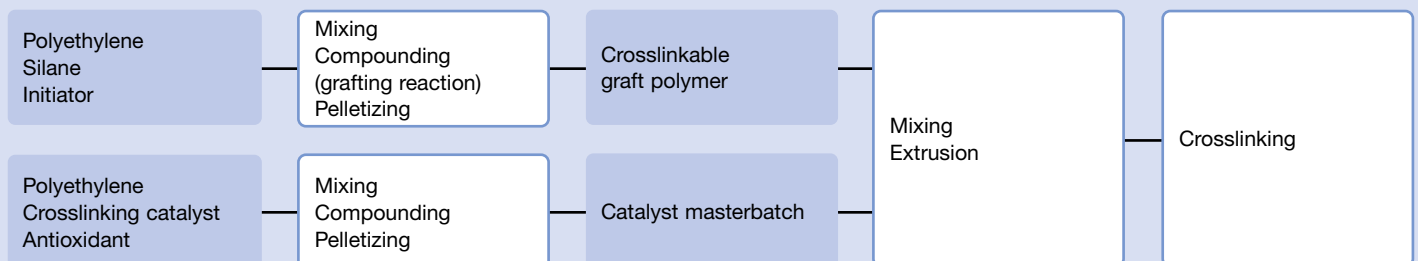 Polyethylene
Silane
Initiator
Mixing
Compounding
(grafting reaction)
Pelletizing
Crosslinkable
graft polymer
Polyethylene
Crosslinking catalyst
Antioxidant
Mixing
Compounding
Pelletizing
Catalyst masterbatch
Mixing
Extrusion
Crosslinking